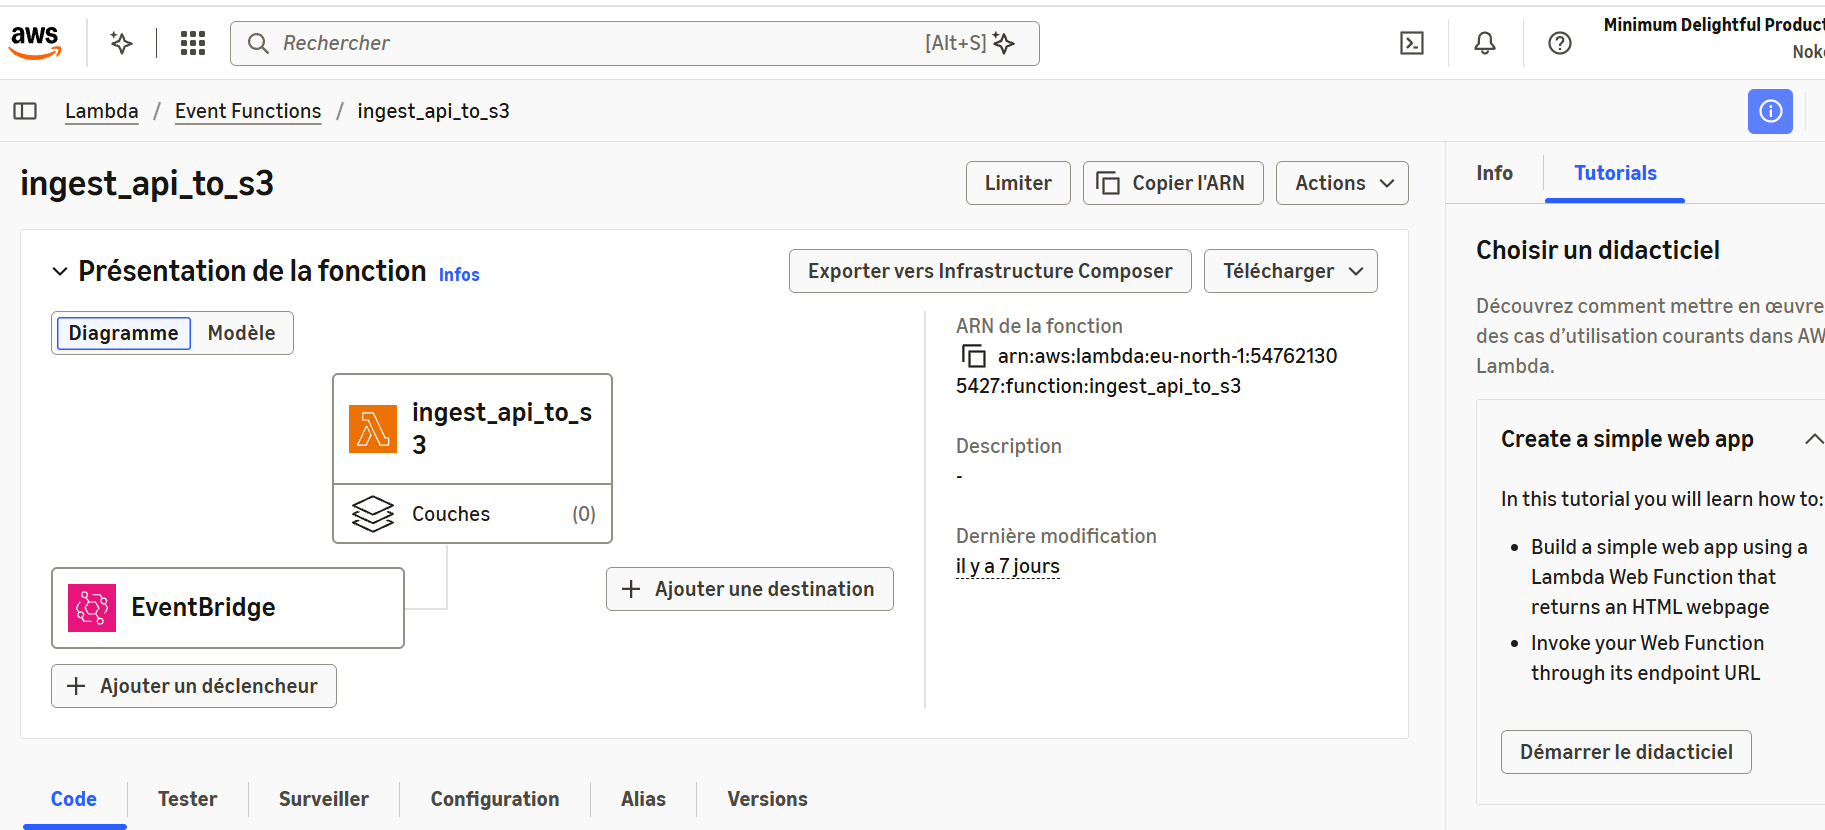 aws
Rechercher
[Alt+S]
Minimum Delightful Product
Lambda / Event Functions / ingest_api_to_s3
ingest_api_to_s3
Limiter
Copier l'ARN
Actions
Info
Tutorials
Présentation de la fonction
Infos
Exporter vers Infrastructure Composer
Télécharger
Diagramme
Modèle
ingest_api_to_s
3
Couches
(0)
EventBridge
Ajouter un déclencheur
Ajouter une destination
ARN de la fonction
arn:aws:lambda:eu-north-1:54762130
5427:function:ingest_api_to_s3
Description
-
Dernière modification
il y a 7 jours
Choisir un didacticiel
Découvrez comment mettre en œuvre
des cas d’utilisation courants dans AW
Lambda.
Create a simple web app
In this tutorial you will learn how to:
Build a simple web app using a
Lambda Web Function that
returns an HTML webpage
Invoke your Web Function
through its endpoint URL
Démarrer le didacticiel
Code
Tester
Surveiller
Configuration
Alias
Versions